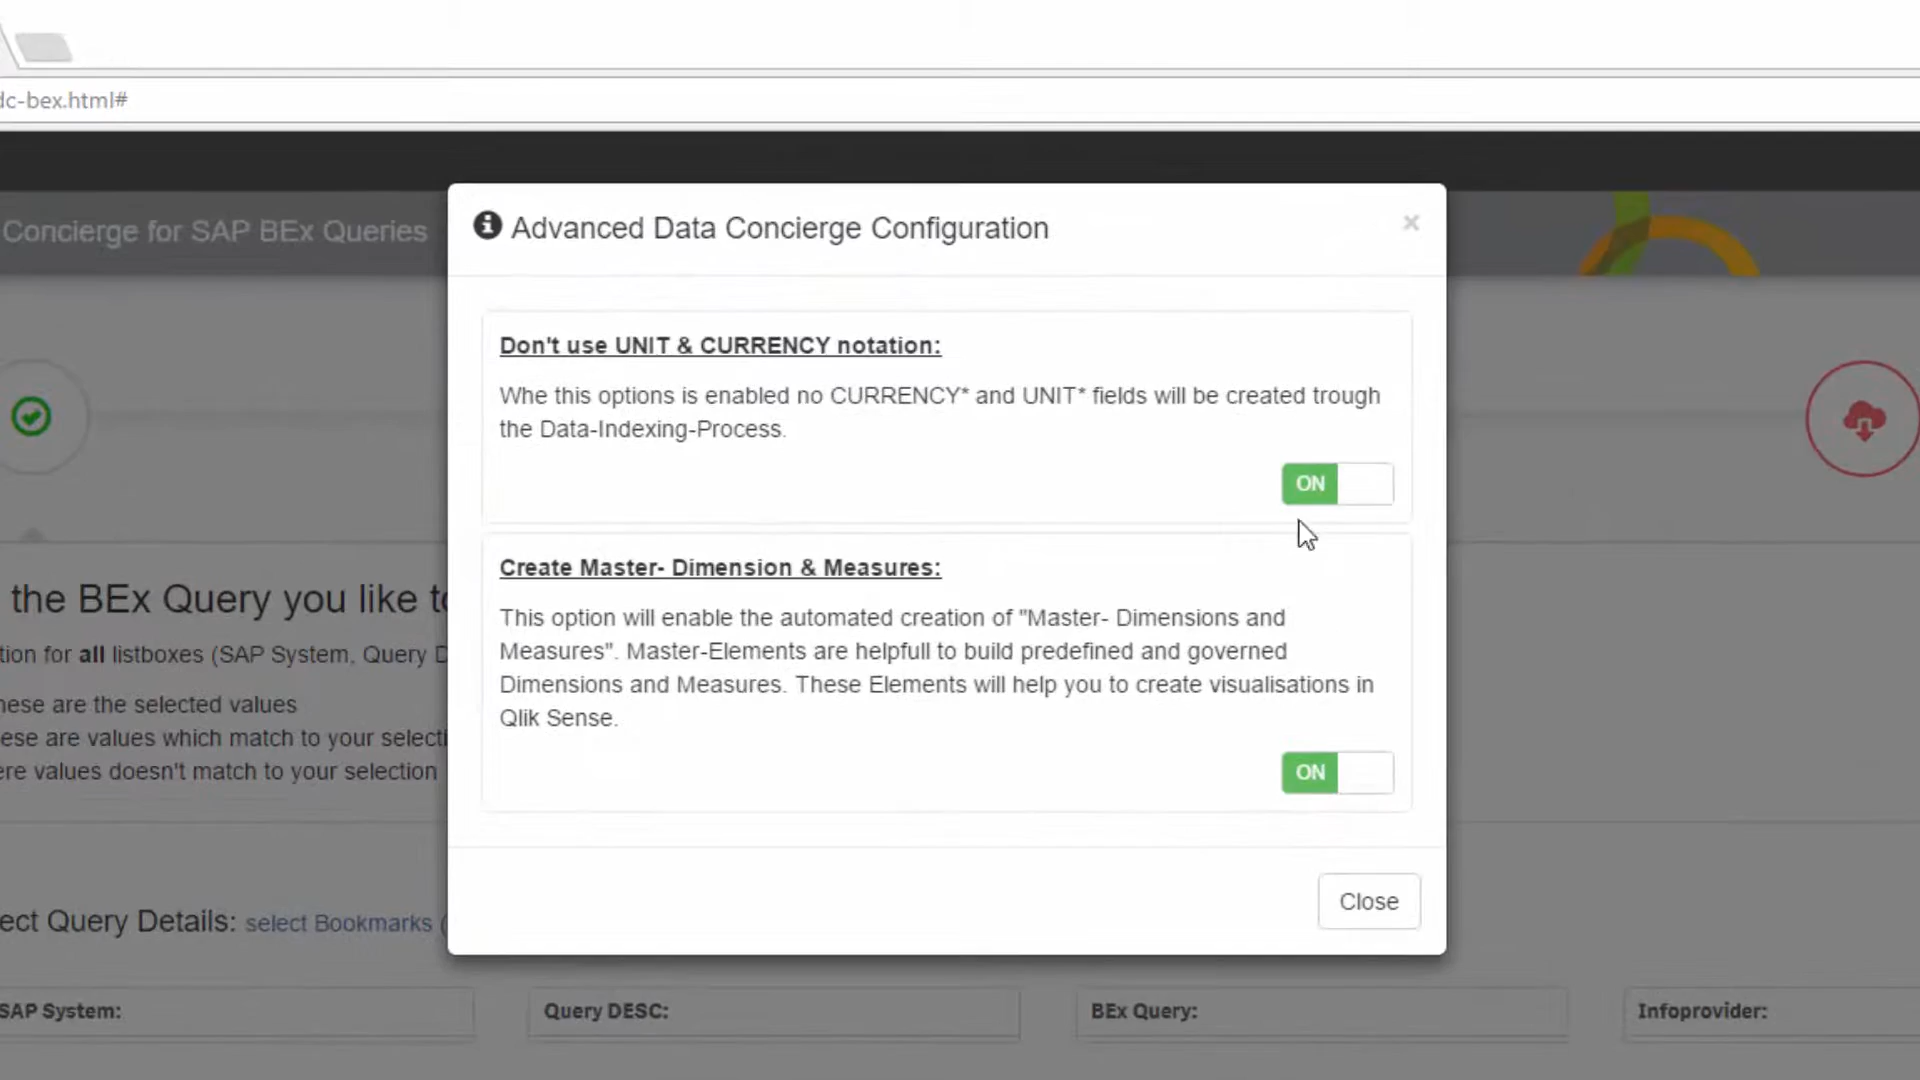 dc-bex.html#
Concierge for SAP BEx Queries
Advanced Data Concierge Configuration
×
Don't use UNIT & CURRENCY notation:
Whe this options is enabled no CURRENCY* and UNIT* fields will be created trough
the Data-Indexing-Process.
ON
Create Master- Dimension & Measures:
This option will enable the automated creation of "Master- Dimensions and
Measures". Master-Elements are helpfull to build predefined and governed
Dimensions and Measures. These Elements will help you to create visualisations in
Qlik Sense.
ON
Close
the BEx Query you like to
tion for all listboxes (SAP System, Query D
hese are the selected values
ese are values which match to your selecti
ere values doesn't match to your selection
ect Query Details: select Bookmarks (
SAP System:
Query DESC:
BEx Query:
Infoprovider: